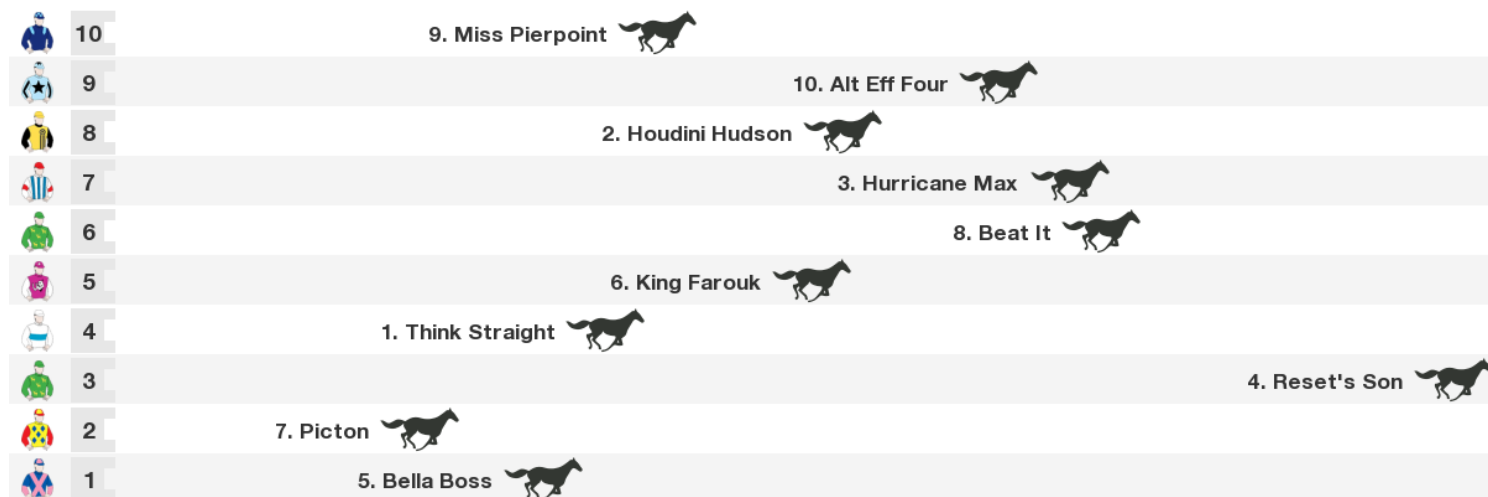 10 9. Miss Pierpoint
9 10. Alt Eff Four
8 2. Houdini Hudson
7 3. Hurricane Max
6 8. Beat It
5 6. King Farouk
4 1. Think Straight
3 4. Reset's Son
2 7. Picton
1 5. Bella Boss